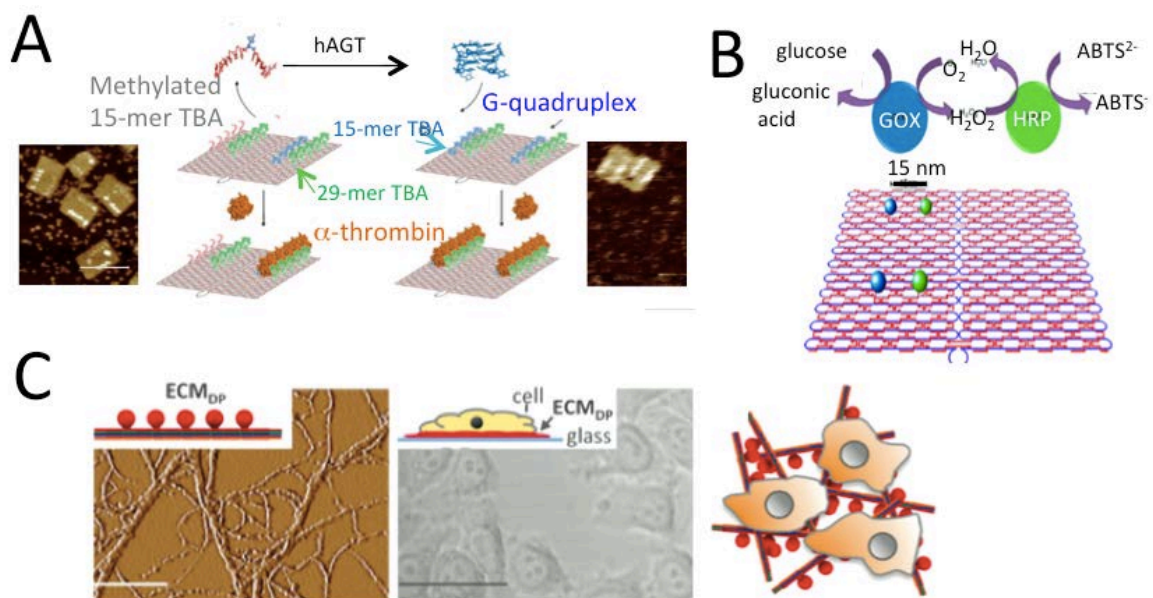 A
hAGT
Methylated
15-mer TBA
G-quadruplex
15-mer TBA
29-mer TBA
α-thrombin
B
glucose
gluconic
acid
GOX
H2O
O2
H2O2
HRP
ABTS2-
ABTS-
15 nm
C
ECMDP
cell
ECMDP
glass